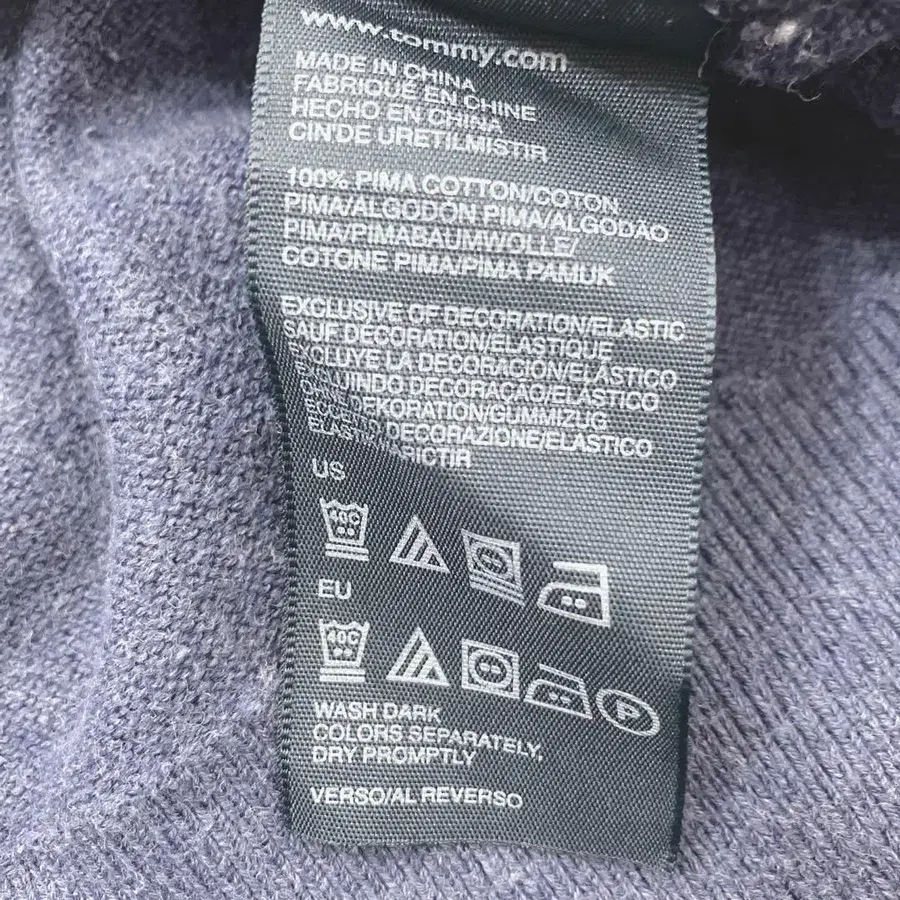 www.tommy.com
MADE IN CHINA
FABRIQUÉ EN CHINE
HECHO EN CHINA
CIN'DE URETILMISTIR
100% PIMA COTTON/COTON
PIMA/ALGODÓN PIMA/ALGODÃO
PIMA/PIMABAUMWOLLE/
COTONE PIMA/PIMA PAMUK
EXCLUSIVE OF DECORATION/ELASTIC
SAUF DÉCORATION/ÉLASTIQUE
EXCLUYE LA DECORACIÓN/ELÁSTICO
DECORAÇÃO/ELÁSTICO
DEKORATION/GUMMIZUG
DECORAZIONE/ELASTICO
US
40C
EU
40C
P
WASH DARK
COLORS SEPARATELY,
DRY PROMPTLY
VERSO/AL REVERSO